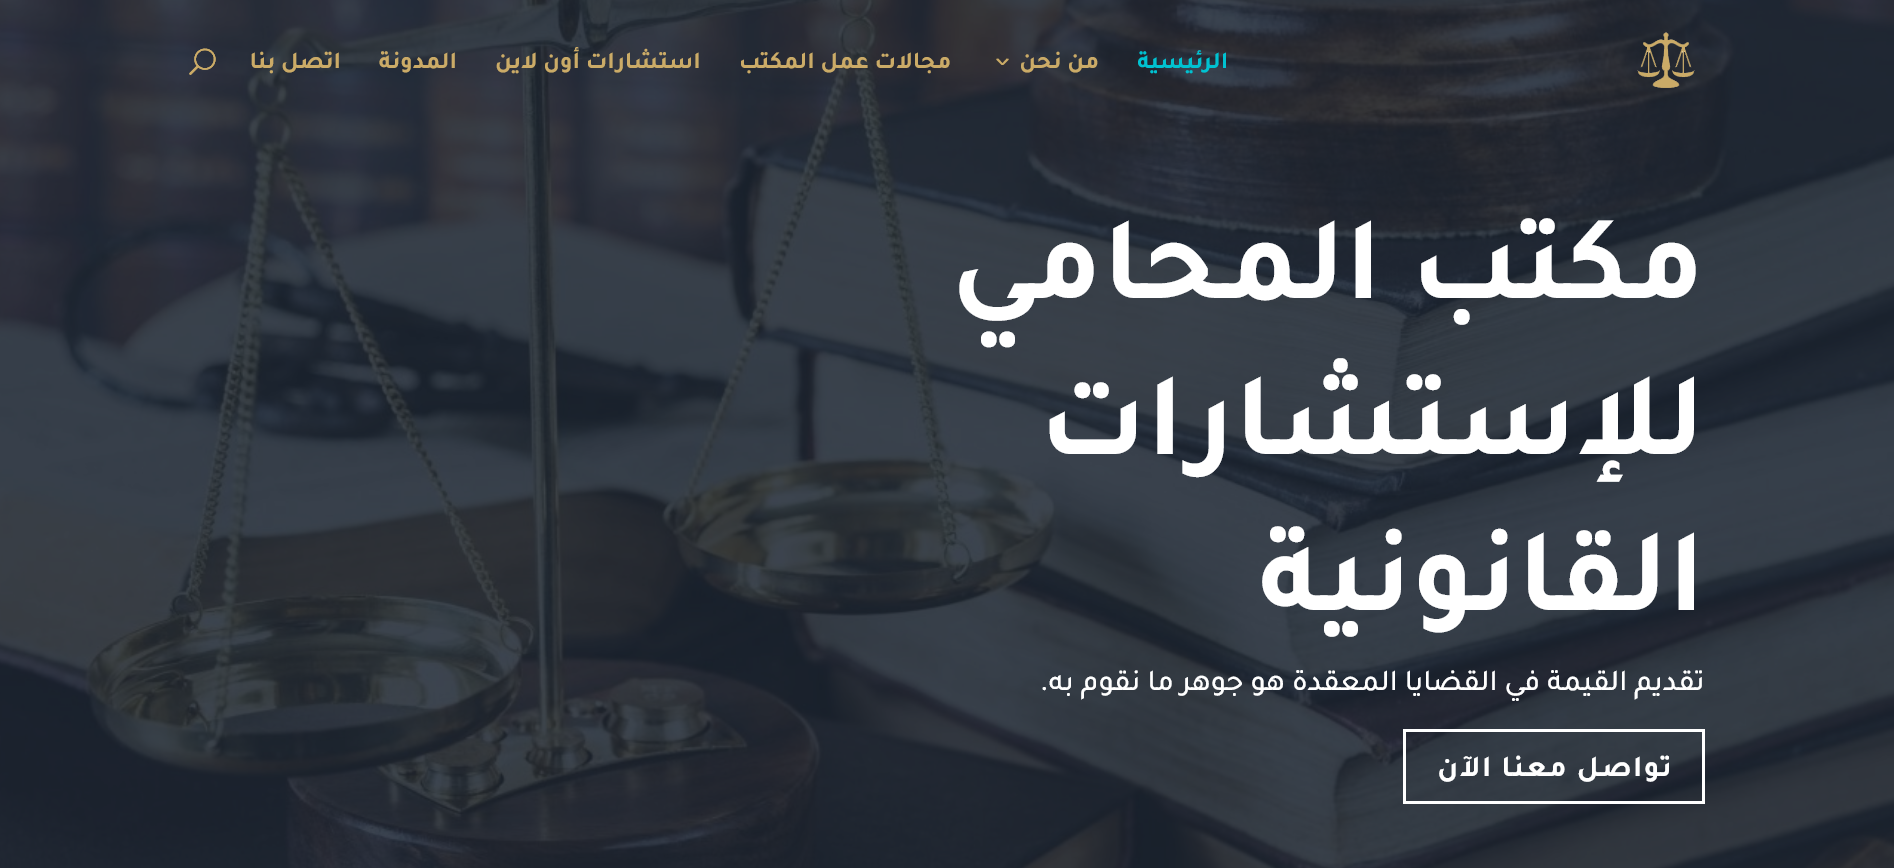 الرئيسية
من نحن
مجالات عمل المكتب
استشارات أون لاين
المدونة
اتصل بنا
مكتب المحامي
للإستشارات
القانونية
تقديم القيمة في القضايا المعقدة هو جوهر ما نقوم به.
تواصل معنا الآن